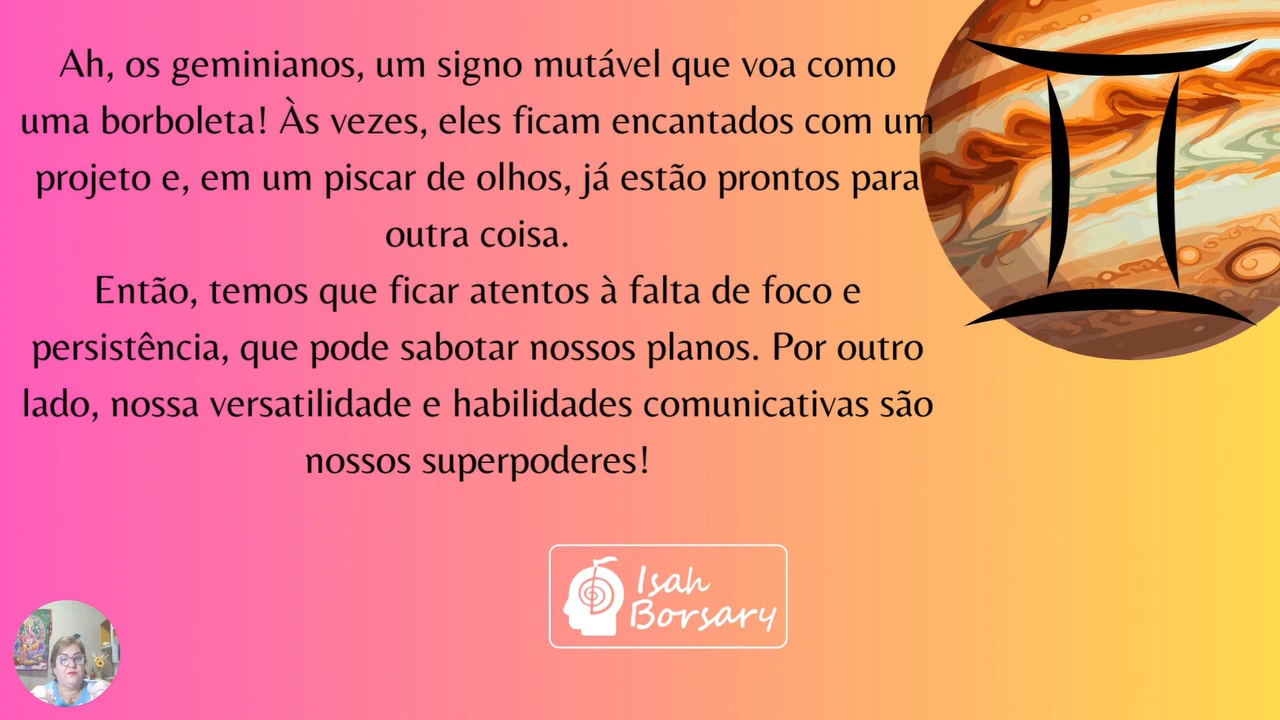 Ah, os geminianos, um signo mutável que voa como
uma borboleta! Às vezes, eles ficam encantados com um
projeto e, em um piscar de olhos, já estão prontos para
outra coisa.
Então, temos que ficar atentos à falta de foco e
persistência, que pode sabotar nossos planos. Por outro
lado, nossa versatilidade e habilidades comunicativas são
nossos superpoderes!
Isah
Borsary